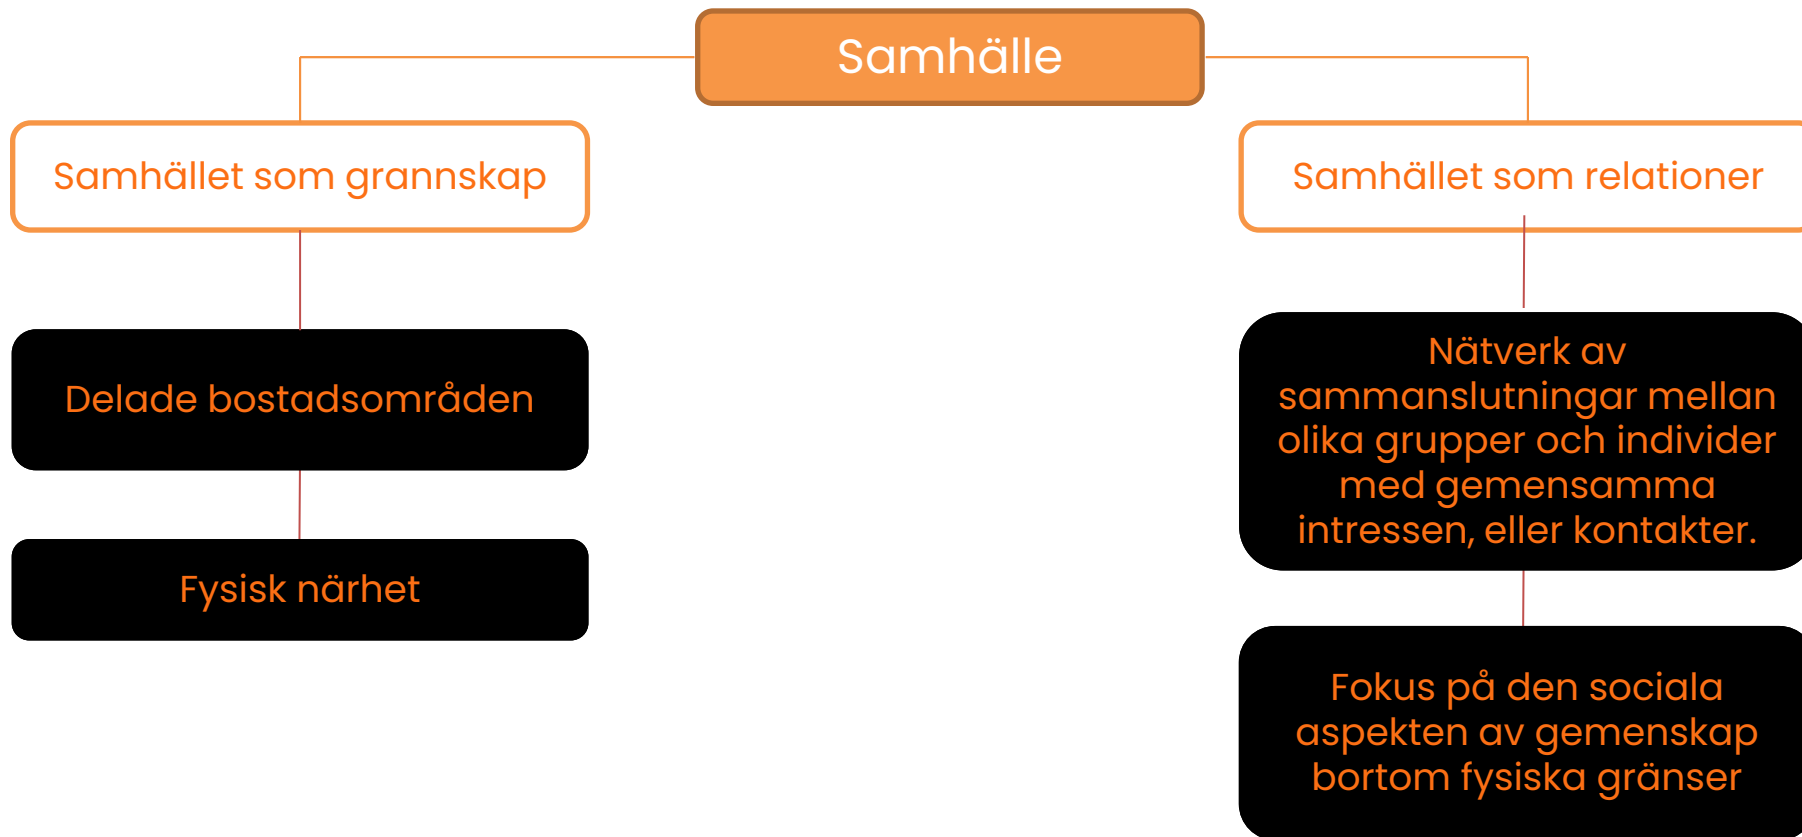 Samhälle
Samhället som grannskap
Samhället som relationer
Delade bostadsområden
Fysisk närhet
Nätverk av
sammanslutningar mellan
olika grupper och individer
med gemensamma
intressen, eller kontakter.
Fokus på den sociala
aspekten av gemenskap
bortom fysiska gränser